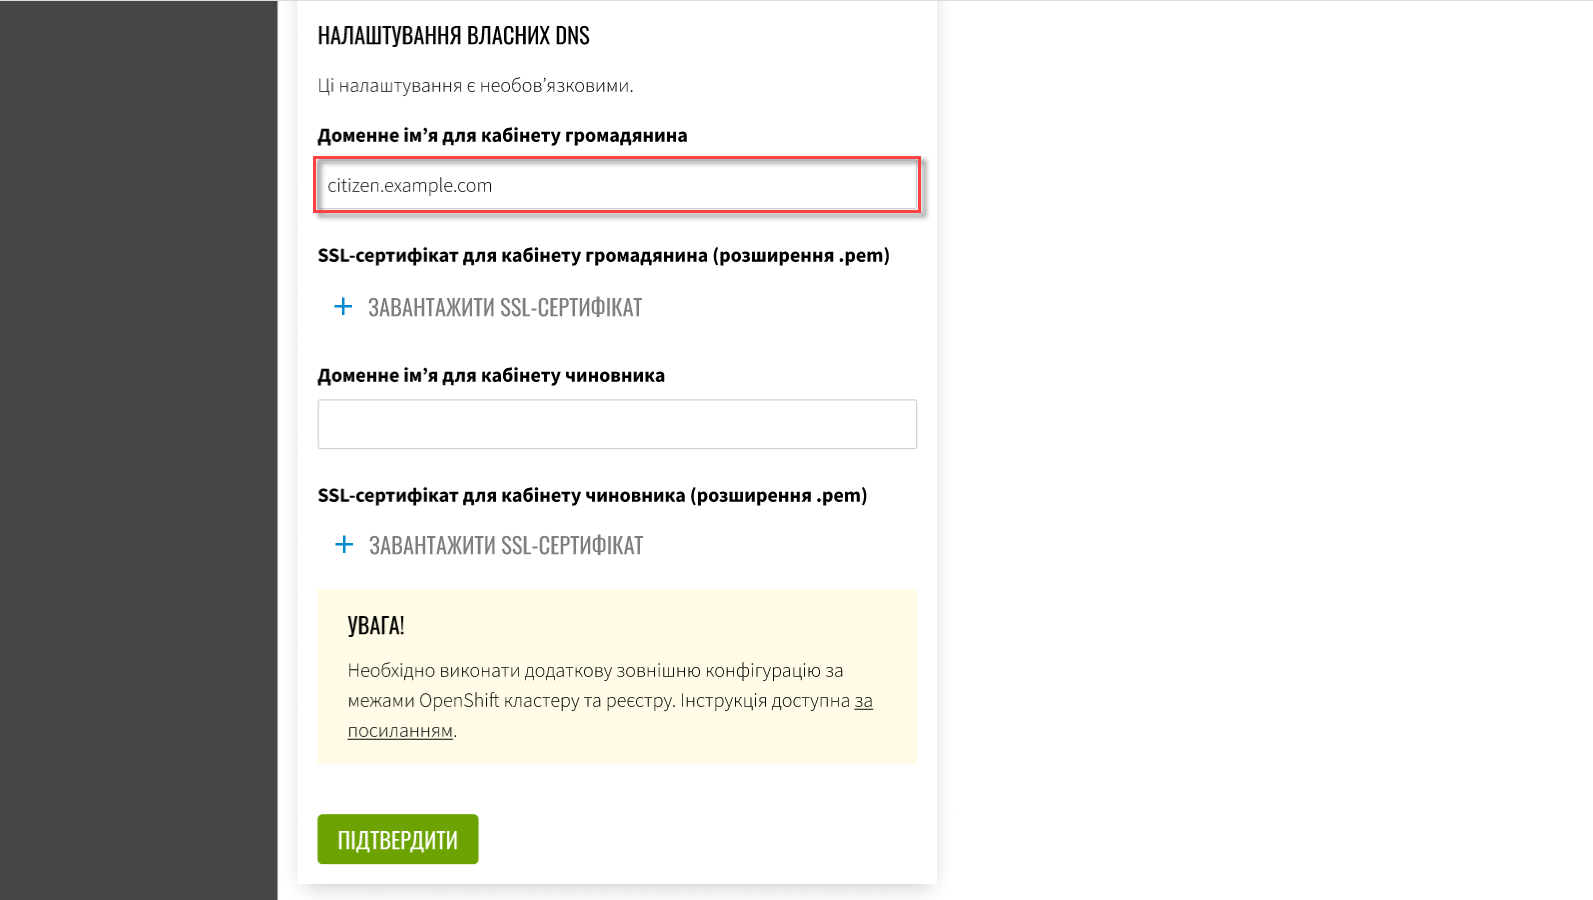 НАЛАШТУВАННЯ ВЛАСНИХ DNS
Ці налаштування є необов’язковими.
Доменне ім’я для кабінету громадянина
citizen.example.com
SSL-сертифікат для кабінету громадянина (розширення .pem)
+ ЗАВАНТАЖИТИ SSL-СЕРТИФІКАТ
Доменне ім’я для кабінету чиновника
SSL-сертифікат для кабінету чиновника (розширення .pem)
+ ЗАВАНТАЖИТИ SSL-СЕРТИФІКАТ
УВАГА!
Необхідно виконати додаткову зовнішню конфігурацію за
межами OpenShift кластеру та реєстру. Інструкція доступна за
посиланням.
ПІДТВЕРДИТИ